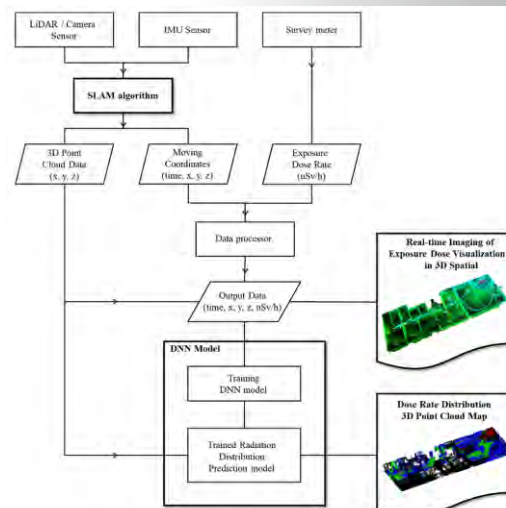 LiDAR / Camera
Sensor
IMU Sensor
Survey meter
SLAM algorithm
3D Point
Cloud Data
(x, y, z)
Moving
Coordinates
(time, x, y, z)
Exposure
Dose Rate
(uSv/h)
Data processor
Real-time Imaging of
Exposure Dose Visualization
in 3D Spatial
Output Data
(time, x, y, z, uSv/h)
DNN Model
Training
DNN model
Dose Rate Distribution
3D Point Cloud Map
Trained Radiation
Distribution
Prediction model